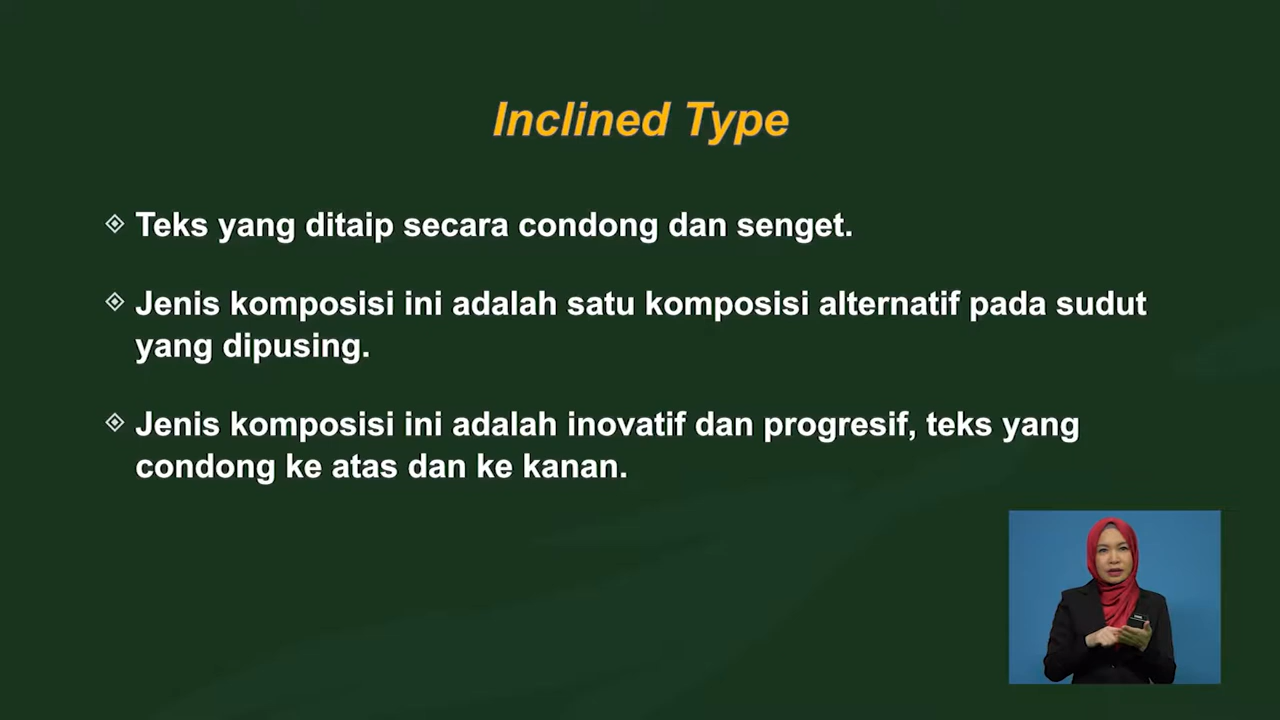 Inclined Type
Teks yang ditaip secara condong dan senget.
Jenis komposisi ini adalah satu komposisi alternatif pada sudut
yang dipusing.
Jenis komposisi ini adalah inovatif dan progresif, teks yang
condong ke atas dan ke kanan.